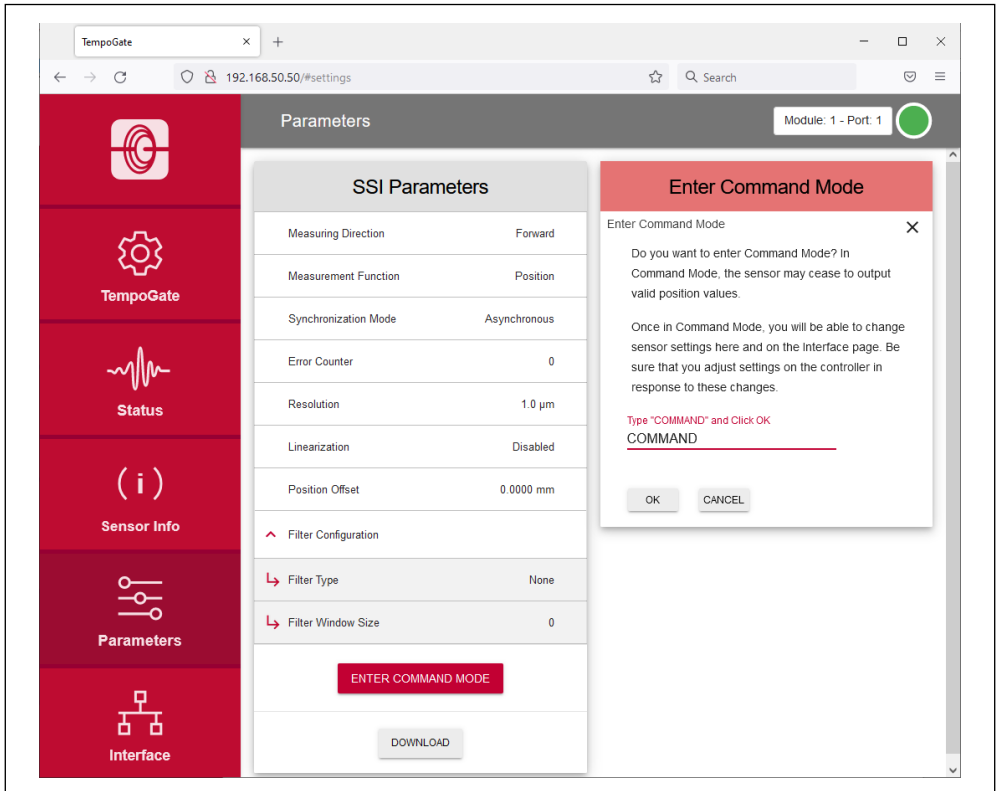 TempoGate
192.168.50.50/#settings
Search
Parameters
Module: 1 - Port: 1
TempoGate
Status
( i )
Sensor Info
Parameters
Interface
SSI Parameters
Measuring Direction Forward
Measurement Function Position
Synchronization Mode Asynchronous
Error Counter 0
Resolution 1.0 µm
Linearization Disabled
Position Offset 0.0000 mm
Filter Configuration
Filter Type None
Filter Window Size 0
ENTER COMMAND MODE
DOWNLOAD
Enter Command Mode
Enter Command Mode
Do you want to enter Command Mode? In
Command Mode, the sensor may cease to output
valid position values.
Once in Command Mode, you will be able to change
sensor settings here and on the Interface page. Be
sure that you adjust settings on the controller in
response to these changes.
Type "COMMAND" and Click OK
COMMAND
OK CANCEL